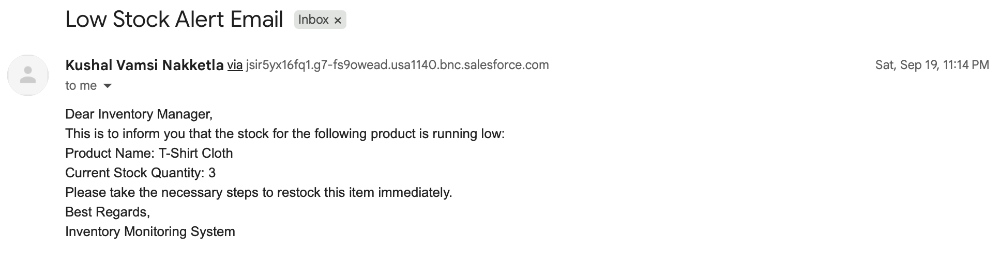 Low Stock Alert Email Inbox ×
Kushal Vamsi Nakketla via jsir5yx16fq1.g7-fs9owead.usa1140.bnc.salesforce.com Sat, Sep 19, 11:14 PM
to me
Dear Inventory Manager,
This is to inform you that the stock for the following product is running low:
Product Name: T-Shirt Cloth
Current Stock Quantity: 3
Please take the necessary steps to restock this item immediately.
Best Regards,
Inventory Monitoring System